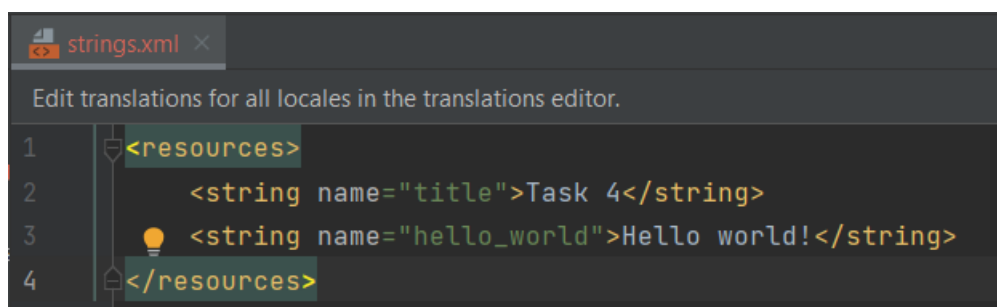 strings.xml
Edit translations for all locales in the translations editor.
1 <resources>
2 <string name="title">Task 4</string>
3 <string name="hello_world">Hello world!</string>
4 </resources>